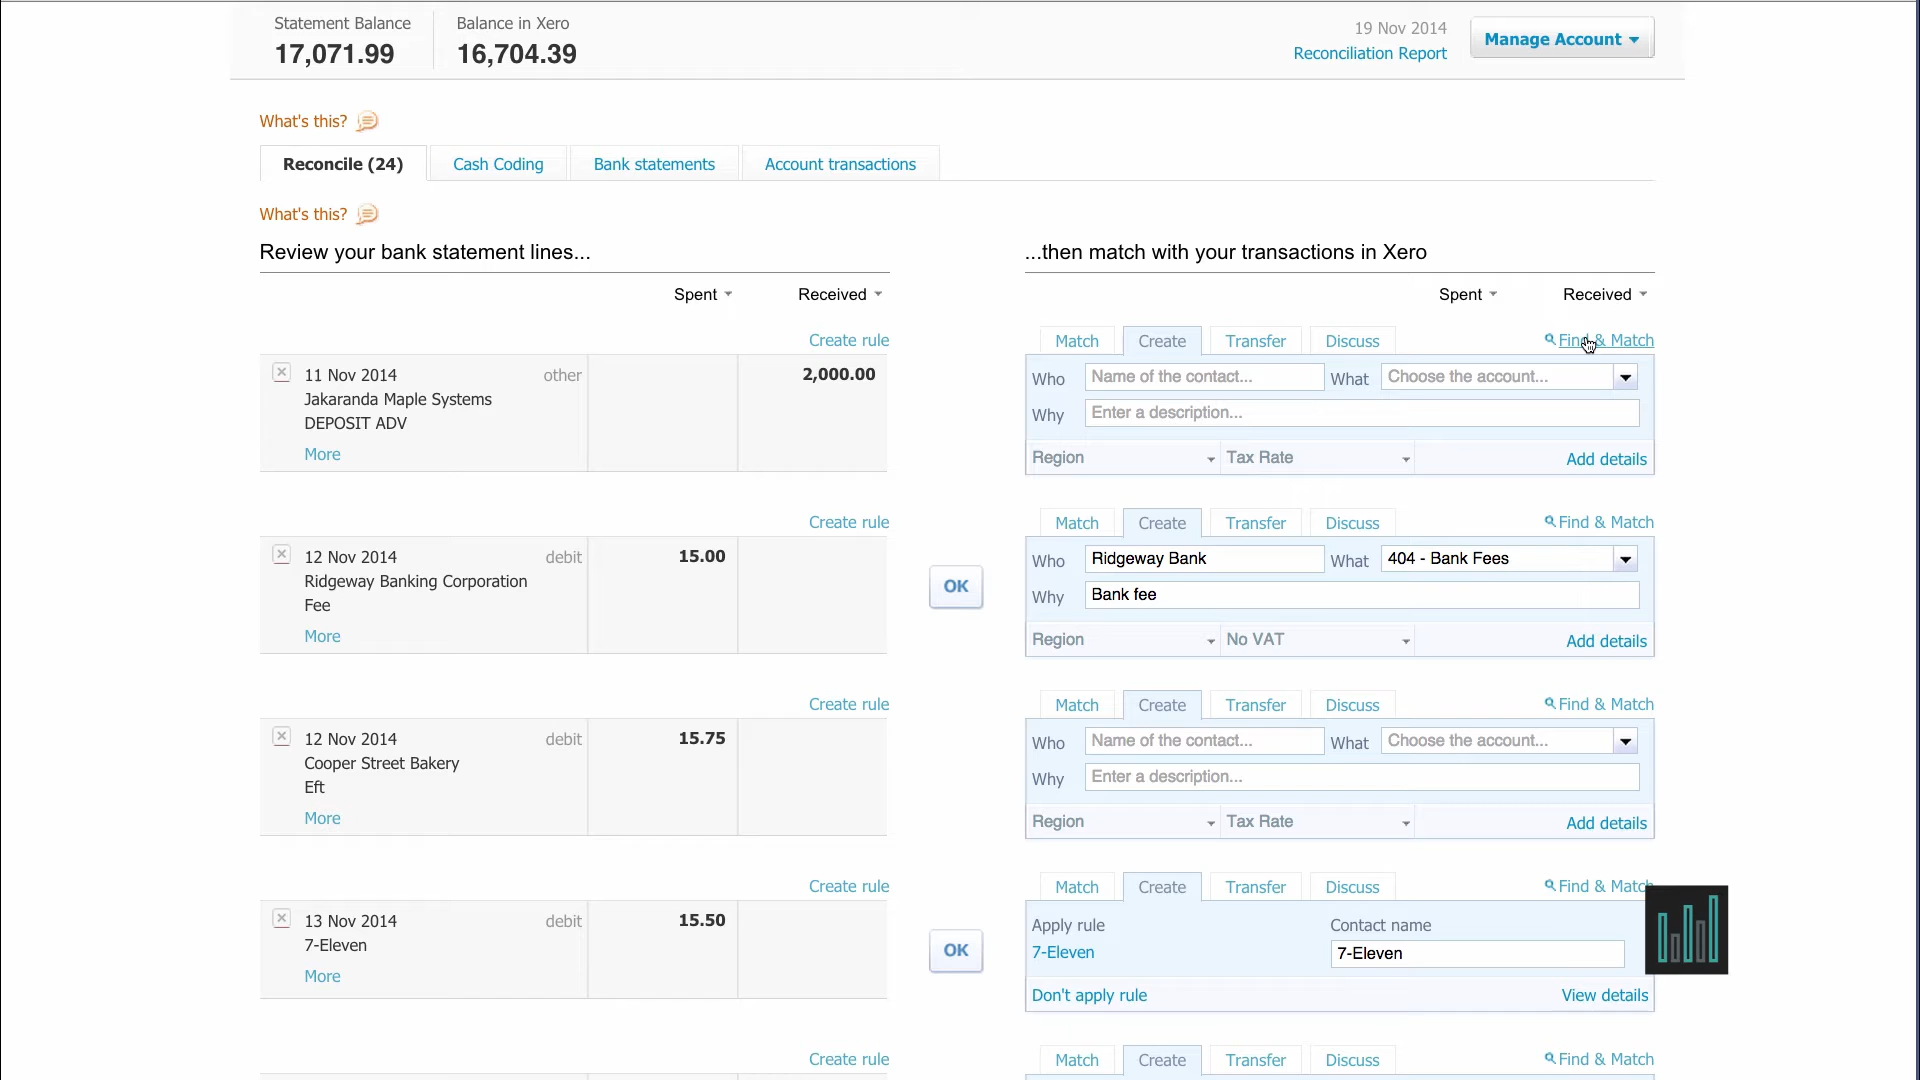 Statement Balance
17,071.99
Balance in Xero
16,704.39
19 Nov 2014
Reconciliation Report
Manage Account
What's this?
Reconcile (24)
Cash Coding
Bank statements
Account transactions
What's this?
Review your bank statement lines...
...then match with your transactions in Xero
Spent
Received
Spent
Received
Create rule
Match
Create
Transfer
Discuss
Find & Match
11 Nov 2014
other
2,000.00
Jakaranda Maple Systems
DEPOSIT ADV
More
Who
Name of the contact...
What
Choose the account...
Why
Enter a description...
Region
Tax Rate
Add details
Create rule
Match
Create
Transfer
Discuss
Find & Match
12 Nov 2014
debit
15.00
Ridgeway Banking Corporation
Fee
More
OK
Who
Ridgeway Bank
What
404 - Bank Fees
Why
Bank fee
Region
No VAT
Add details
Create rule
Match
Create
Transfer
Discuss
Find & Match
12 Nov 2014
debit
15.75
Cooper Street Bakery
Eft
More
Who
Name of the contact...
What
Choose the account...
Why
Enter a description...
Region
Tax Rate
Add details
Create rule
Match
Create
Transfer
Discuss
Find & Match
13 Nov 2014
debit
15.50
7-Eleven
More
OK
Apply rule
7-Eleven
Contact name
7-Eleven
Don't apply rule
View details
Create rule
Match
Create
Transfer
Discuss
Find & Match